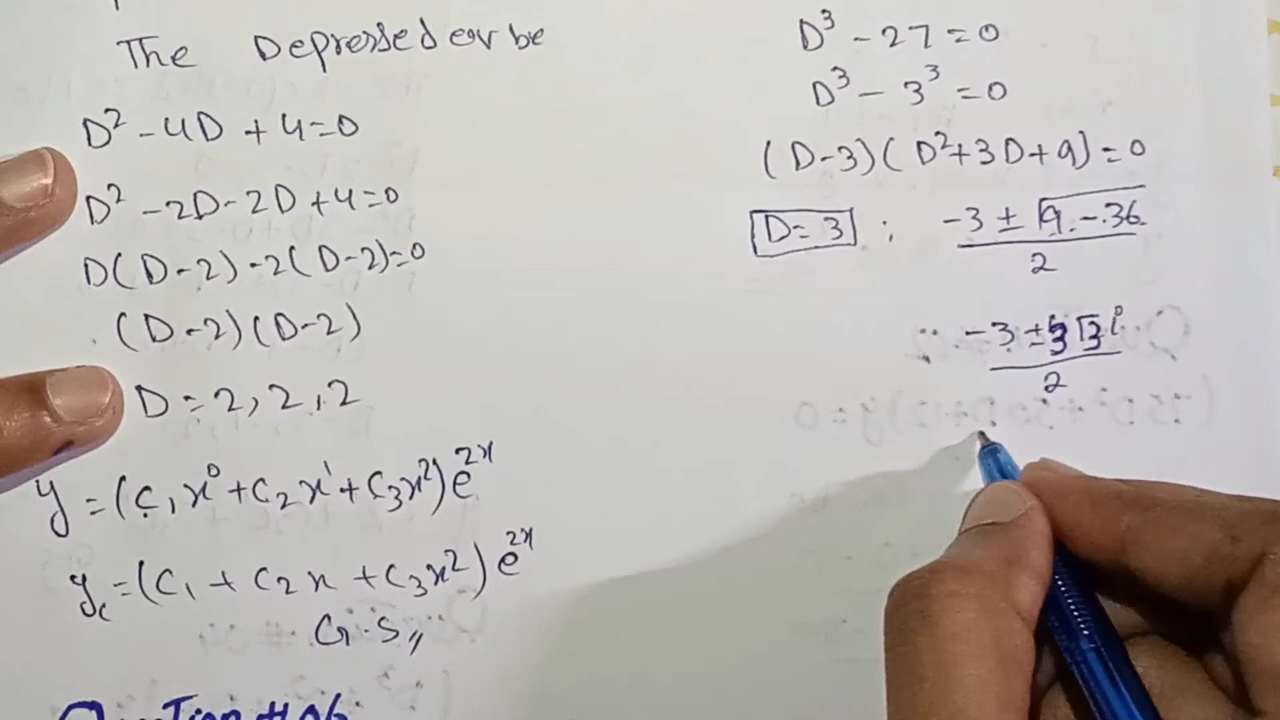 The Depressed eq be
D² - 4D + 4 = 0
D² - 2D - 2D + 4 = 0
D(D-2) - 2(D-2) = 0
(D-2)(D-2)
D = 2, 2, 2
y = (c₁x⁰ + c₂x¹ + c₃x²)e²ˣ
y_c = (c₁ + c₂x + c₃x²)e²ˣ
G.S,,
D³ - 27 = 0
D³ - 3³ = 0
(D-3)(D²+3D+9) = 0
D = 3 ; (-3 ± √(9 - 36))/2
(-3 ± 3√3 i)/2